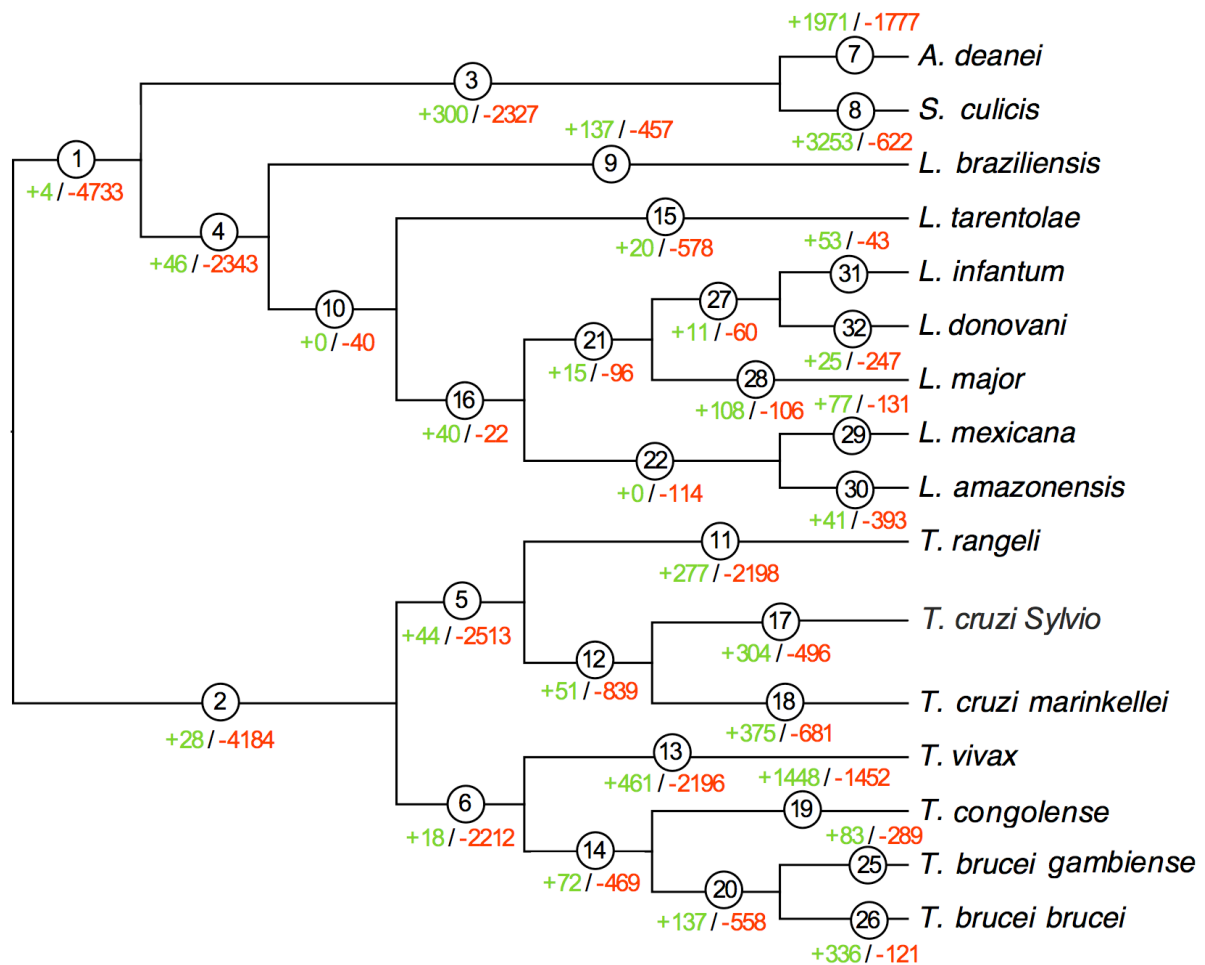 +1971 / -1777
7 A. deanei
3
+300 / -2327
8 S. culicis
+137 / -457
+3253 / -622
1
+4 / -4733
9 L. braziliensis
15 L. tarentolae
4
+46 / -2343
+20 / -578
+53 / -43
31 L. infantum
27
+11 / -60
10
+0 / -40
32 L. donovani
21
+15 / -96
+25 / -247
28 L. major
+108 / -106
+77 / -131
16
+40 / -22
29 L. mexicana
22
+0 / -114
30 L. amazonensis
+41 / -393
11 T. rangeli
+277 / -2198
5
+44 / -2513
17 T. cruzi Sylvio
+304 / -496
12
+51 / -839
2
+28 / -4184
18 T. cruzi marinkellei
+375 / -681
13 T. vivax
+461 / -2196
+1448 / -1452
6
+18 / -2212
19 T. congolense
+83 / -289
14
+72 / -469
25 T. brucei gambiense
20
+137 / -558
26 T. brucei brucei
+336 / -121